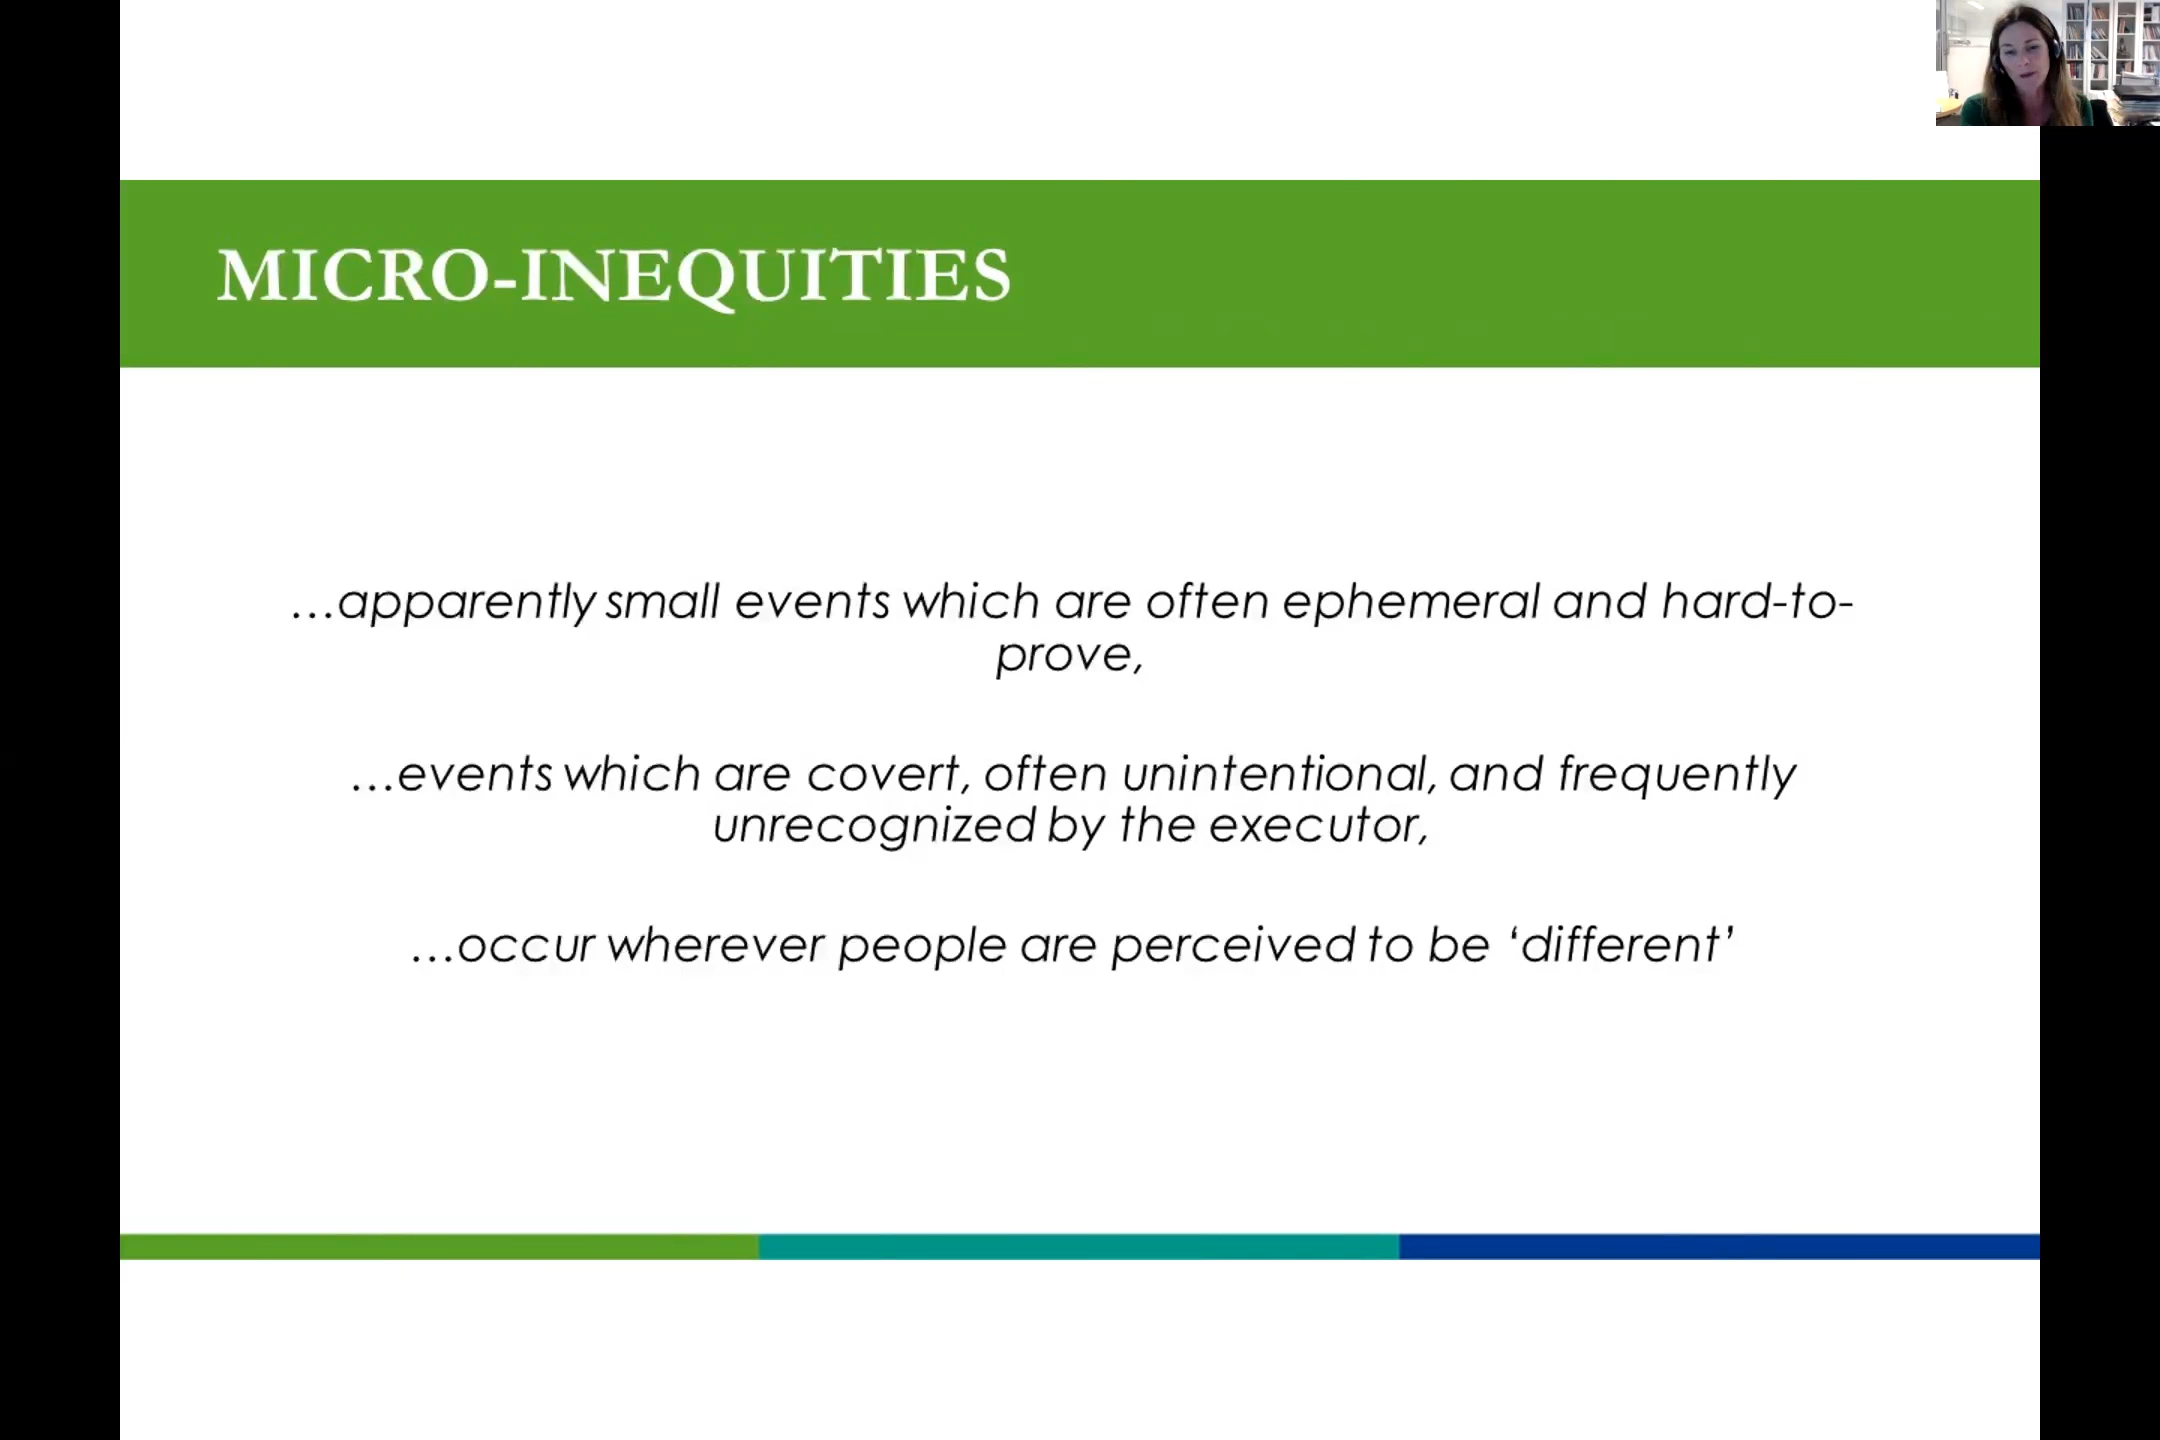 MICRO-INEQUITIES
…apparently small events which are often ephemeral and hard-to-
prove,
…events which are covert, often unintentional, and frequently
unrecognized by the executor,
…occur wherever people are perceived to be ‘different’